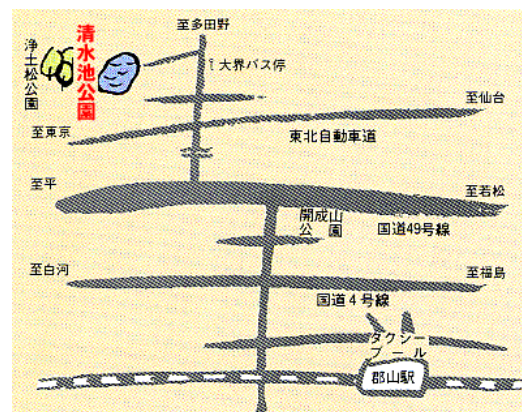 至多田野
清水池公園
浄土松公園
大界バス停
至仙台
至東京
東北自動車道
至平
至若松
開成山
公園
国道49号線
至白河
至福島
国道4号線
タクシー
プール
郡山駅